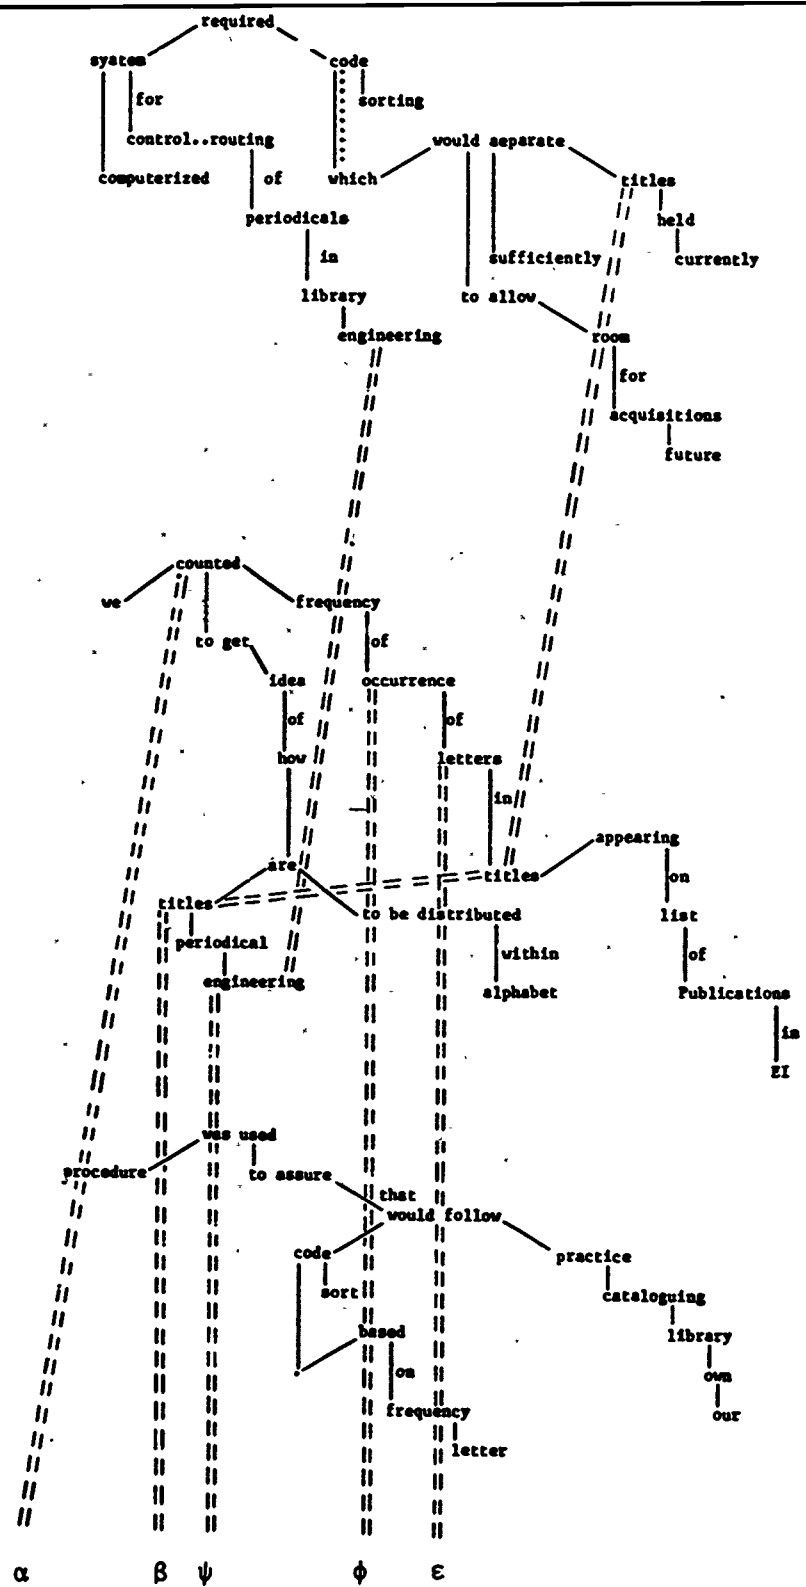 required
system code
for sorting
control..routing would separate
computerized of which titles
periodicals held
in sufficiently currently
library to allow
engineering room
for
acquisitions
future
counted
we frequency
to get of
idea occurrence
of of
how letters
in
appearing
are titles on
titles to be distributed list
periodical within of
engineering alphabet Publications
in
EI
was used
procedure to assure
that
would follow
code practice
sort cataloguing
based library
on own
frequency our
letter
α β ψ ϕ ε